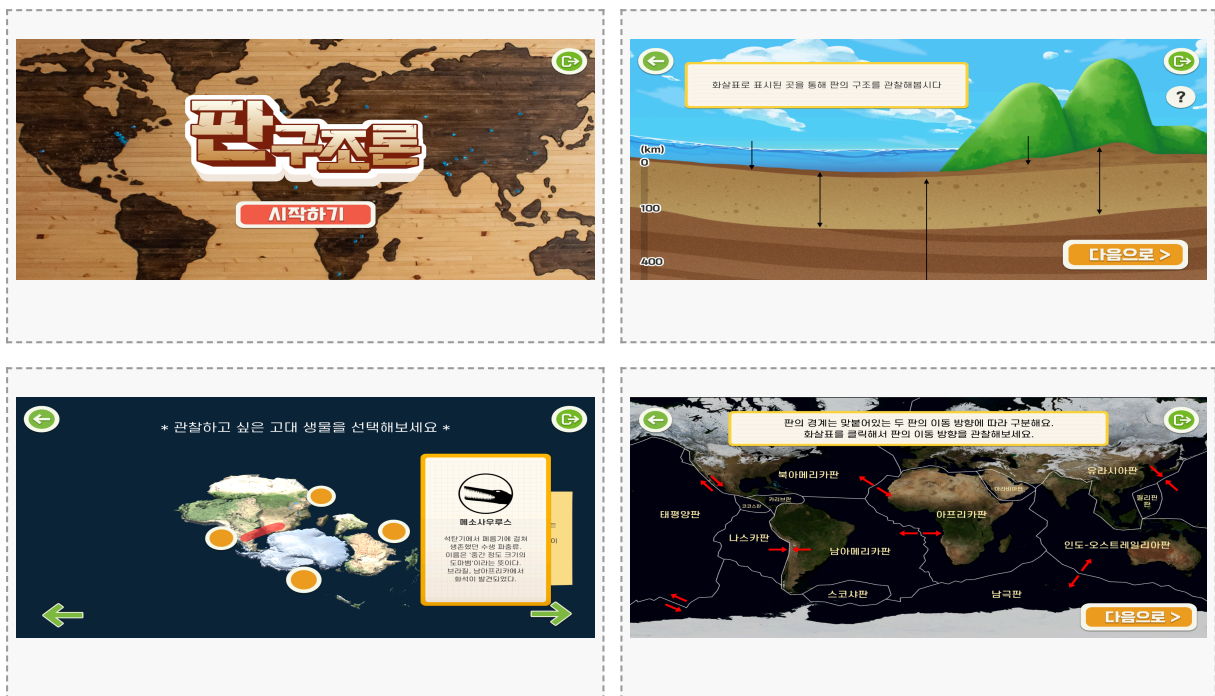 판구조론
시작하기
화살표로 표시된 곳을 통해 판의 구조를 관찰해봅시다
?
(km)
0
100
400
다음으로 >
* 관찰하고 싶은 고대 생물을 선택해보세요 *
메소사우루스
석탄기에서 페름기에 걸쳐
생존했던 수생 파충류.
이름은 '중간 정도 크기의
도마뱀'이라는 뜻이다.
브라질, 남아프리카에서
화석이 발견되었다.
는
이
판의 경계는 맞붙어있는 두 판의 이동 방향에 따라 구분해요.
화살표를 클릭해서 판의 이동 방향을 관찰해보세요.
북아메리카판
유라시아판
카리브판
코코스판
아라비아판
필리핀
판
태평양판
아프리카판
나스카판
남아메리카판
인도-오스트레일리아판
스코샤판
남극판
다음으로 >